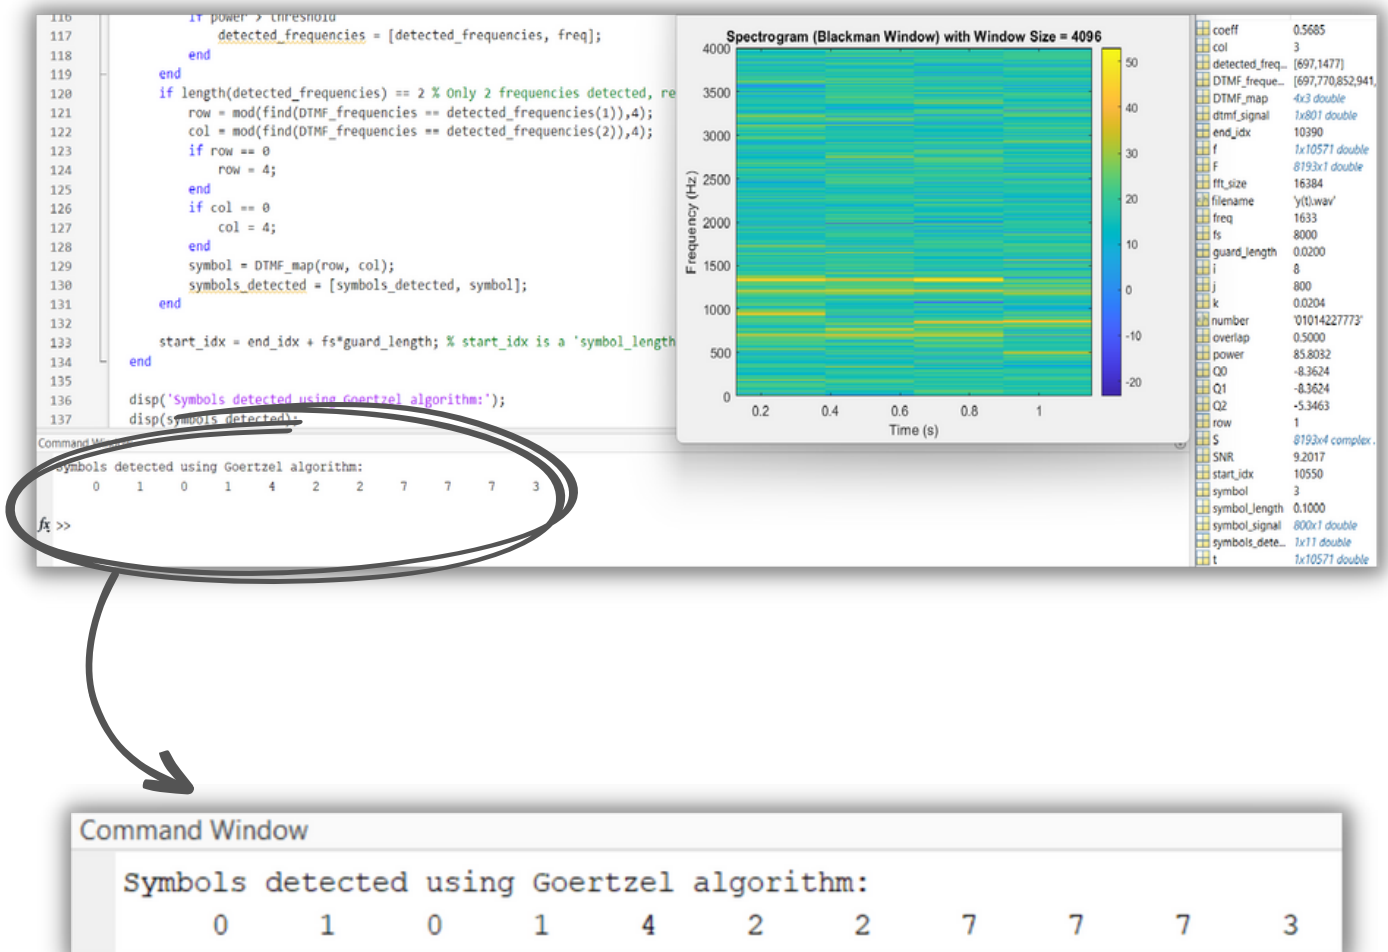 116 if power > threshold
117 detected_frequencies = [detected_frequencies, freq];
118 end
119 end
120 if length(detected_frequencies) == 2 % Only 2 frequencies detected, re
121 row = mod(find(DTMF_frequencies == detected_frequencies(1)),4);
122 col = mod(find(DTMF_frequencies == detected_frequencies(2)),4);
123 if row == 0
124 row = 4;
125 end
126 if col == 0
127 col = 4;
128 end
129 symbol = DTMF_map(row, col);
130 symbols_detected = [symbols_detected, symbol];
131 end
132
133 start_idx = end_idx + fs*guard_length; % start_idx is a 'symbol_length
134 end
135
136 disp('Symbols detected using Goertzel algorithm:');
137 disp(symbols_detected);
Spectrogram (Blackman Window) with Window Size = 4096
4000
3500
3000
2500
2000
1500
1000
500
0
Frequency (Hz)
0.2 0.4 0.6 0.8 1
Time (s)
50
40
30
20
10
0
-10
-20
coeff 0.5685
col 3
detected_freq... [697,1477]
DTMF_freque... [697,770,852,941,
DTMF_map 4x3 double
dtmf_signal 1x801 double
end_idx 10390
f 1x10571 double
F 8193x1 double
fft_size 16384
filename 'y(t).wav'
freq 1633
fs 8000
guard_length 0.0200
i 8
j 800
k 0.0204
number '01014227773'
overlap 0.5000
power 85.8032
Q0 -8.3624
Q1 -8.3624
Q2 -5.3463
row 1
S 8193x4 complex
SNR 9.2017
start_idx 10550
symbol 3
symbol_length 0.1000
symbol_signal 800x1 double
symbols_dete... 1x11 double
t 1x10571 double
Command
Symbols detected using Goertzel algorithm:
0 1 0 1 4 2 2 7 7 7 3
fx >>
Command Window
Symbols detected using Goertzel algorithm:
0 1 0 1 4 2 2 7 7 7 3